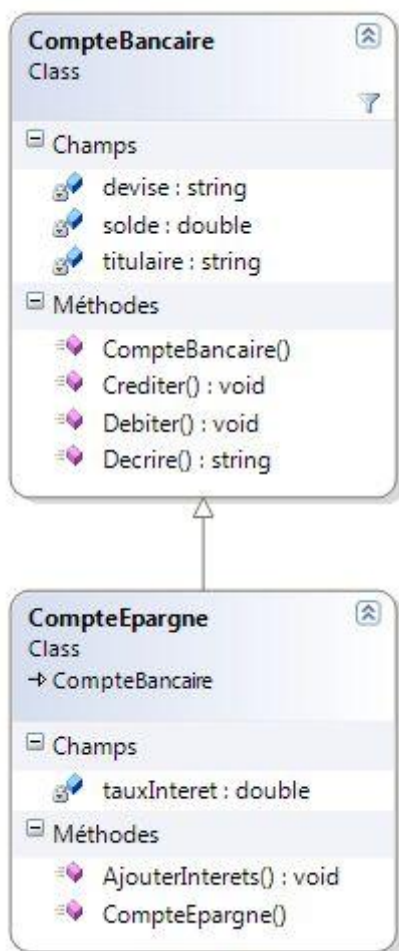 CompteBancaire
Class
Champs
devise : string
solde : double
titulaire : string
Méthodes
CompteBancaire()
Crediter() : void
Debiter() : void
Decrire() : string
CompteEpargne
Class
CompteBancaire
Champs
tauxInteret : double
Méthodes
AjouterInterets() : void
CompteEpargne()